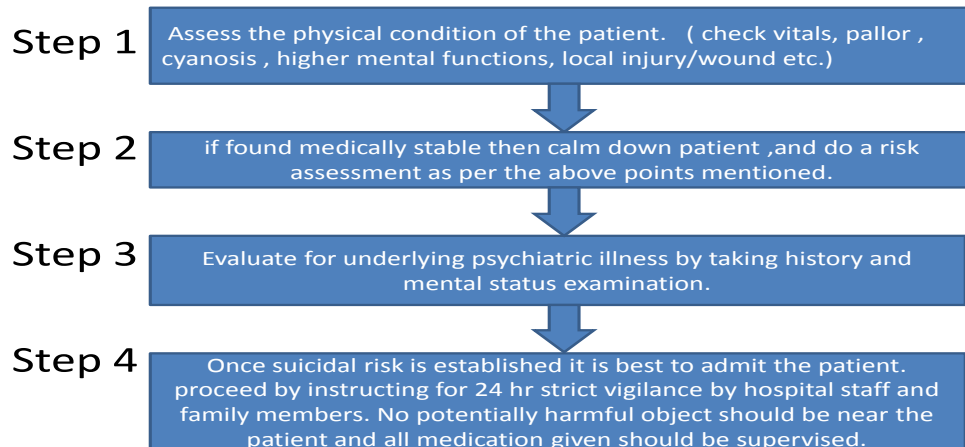 Step 1
Assess the physical condition of the patient. ( check vitals, pallor ,
cyanosis , higher mental functions, local injury/wound etc.)
Step 2
if found medically stable then calm down patient ,and do a risk
assessment as per the above points mentioned.
Step 3
Evaluate for underlying psychiatric illness by taking history and
mental status examination.
Step 4
Once suicidal risk is established it is best to admit the patient.
proceed by instructing for 24 hr strict vigilance by hospital staff and
family members. No potentially harmful object should be near the
patient and all medication given should be supervised.